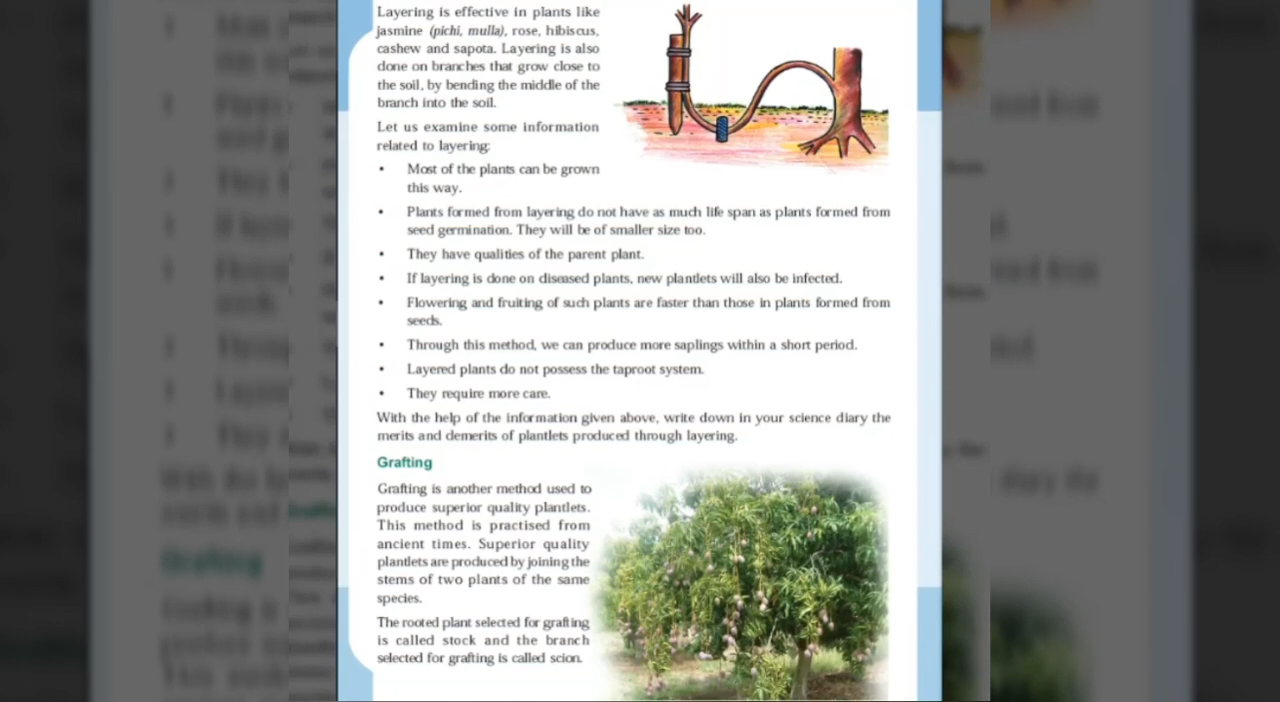 Layering is effective in plants like
jasmine (pichi, mulla), rose, hibiscus,
cashew and sapota. Layering is also
done on branches that grow close to
the soil, by bending the middle of the
branch into the soil.
Let us examine some information
related to layering:
• Most of the plants can be grown
this way.
• Plants formed from layering do not have as much life span as plants formed from
seed germination. They will be of smaller size too.
• They have qualities of the parent plant.
• If layering is done on diseased plants, new plantlets will also be infected.
• Flowering and fruiting of such plants are faster than those in plants formed from
seeds.
• Through this method, we can produce more saplings within a short period.
• Layered plants do not possess the taproot system.
• They require more care.
With the help of the information given above, write down in your science diary the
merits and demerits of plantlets produced through layering.
Grafting
Grafting is another method used to
produce superior quality plantlets.
This method is practised from
ancient times. Superior quality
plantlets are produced by joining the
stems of two plants of the same
species.
The rooted plant selected for grafting
is called stock and the branch
selected for grafting is called scion.